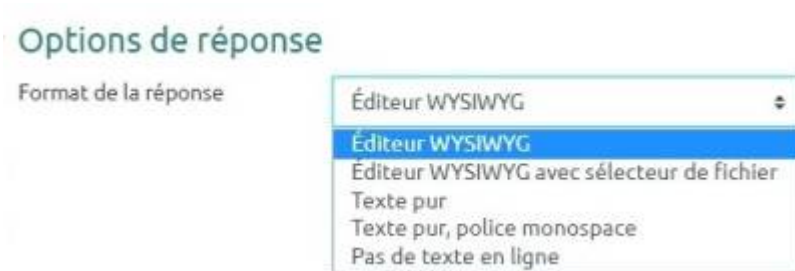 Options de réponse
Format de la réponse
Éditeur WYSIWYG
Éditeur WYSIWYG
Éditeur WYSIWYG avec sélecteur de fichier
Texte pur
Texte pur, police monospace
Pas de texte en ligne